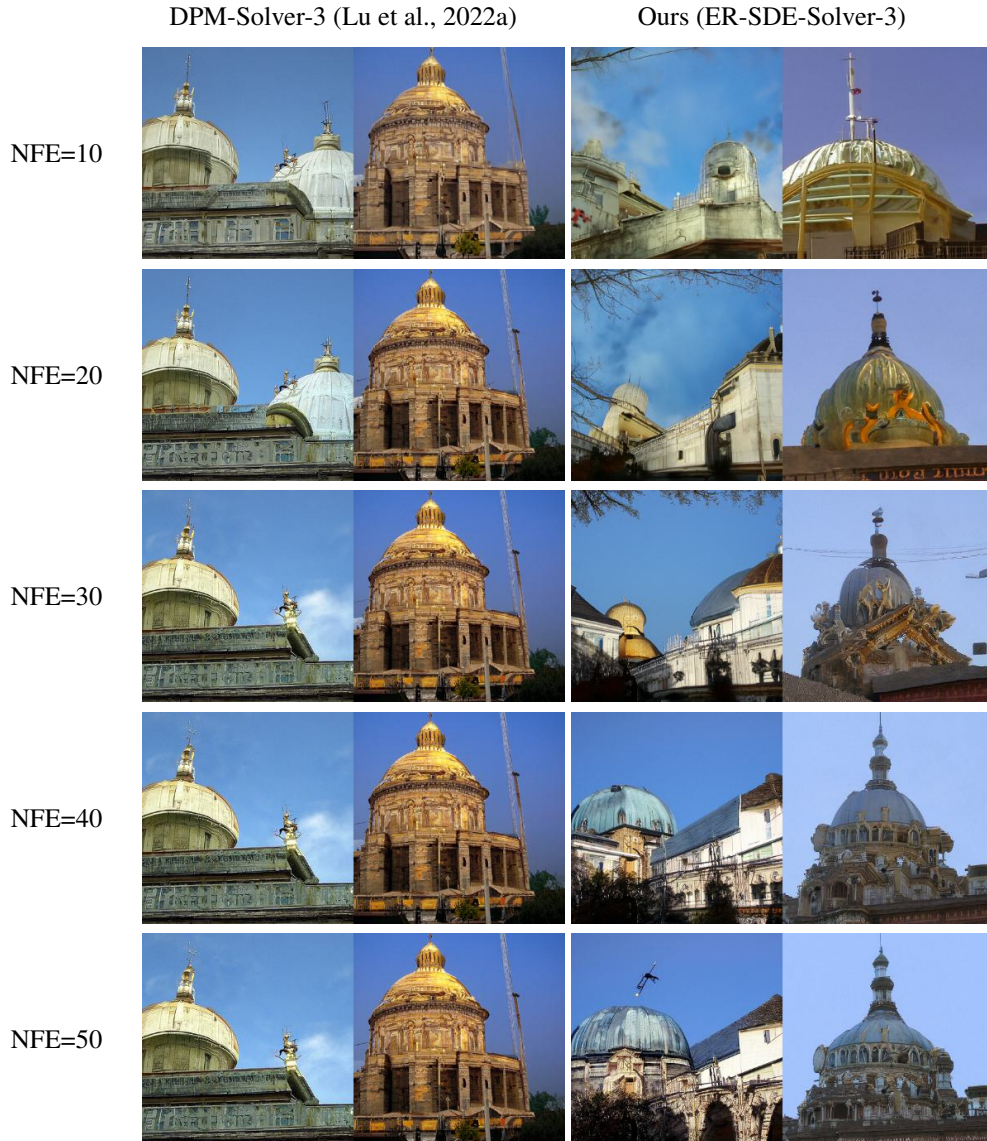 DPM-Solver-3 (Lu et al., 2022a)
Ours (ER-SDE-Solver-3)
NFE=10
NFE=20
NFE=30
NFE=40
NFE=50